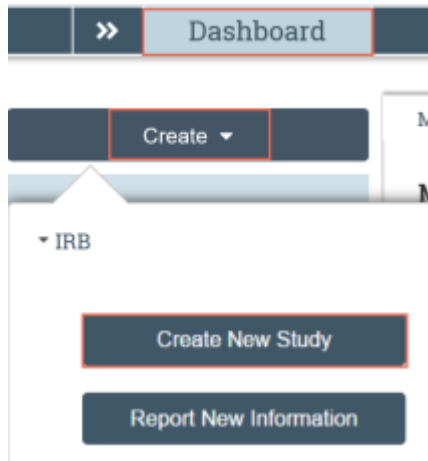 Dashboard
Create
IRB
Create New Study
Report New Information